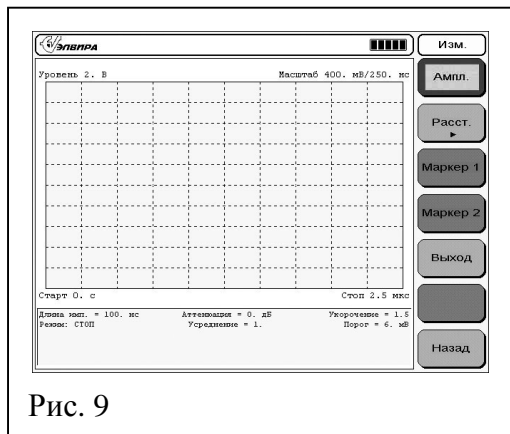 ЭЛВИРА
Изм.
Уровень 2. В Масштаб 400. мВ/250. нс
Ампл.
Расст.
Маркер 1
Маркер 2
Выход
Старт 0. с Стоп 2.5 мкс
Длина имп. = 100. нс Аттенюация = 0. дБ Укорочение = 1.5
Режим: СТОП Усреднение = 1. Порог = 6. мВ
Назад
Рис. 9